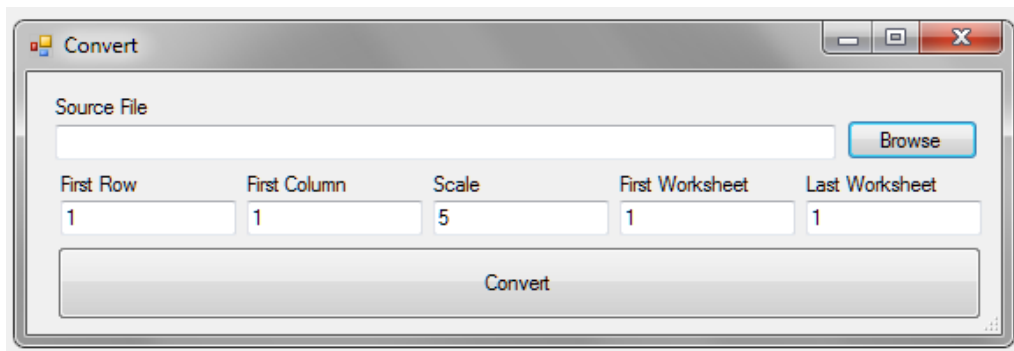 Convert
Source File
Browse
First Row First Column Scale First Worksheet Last Worksheet
1 1 5 1 1
Convert